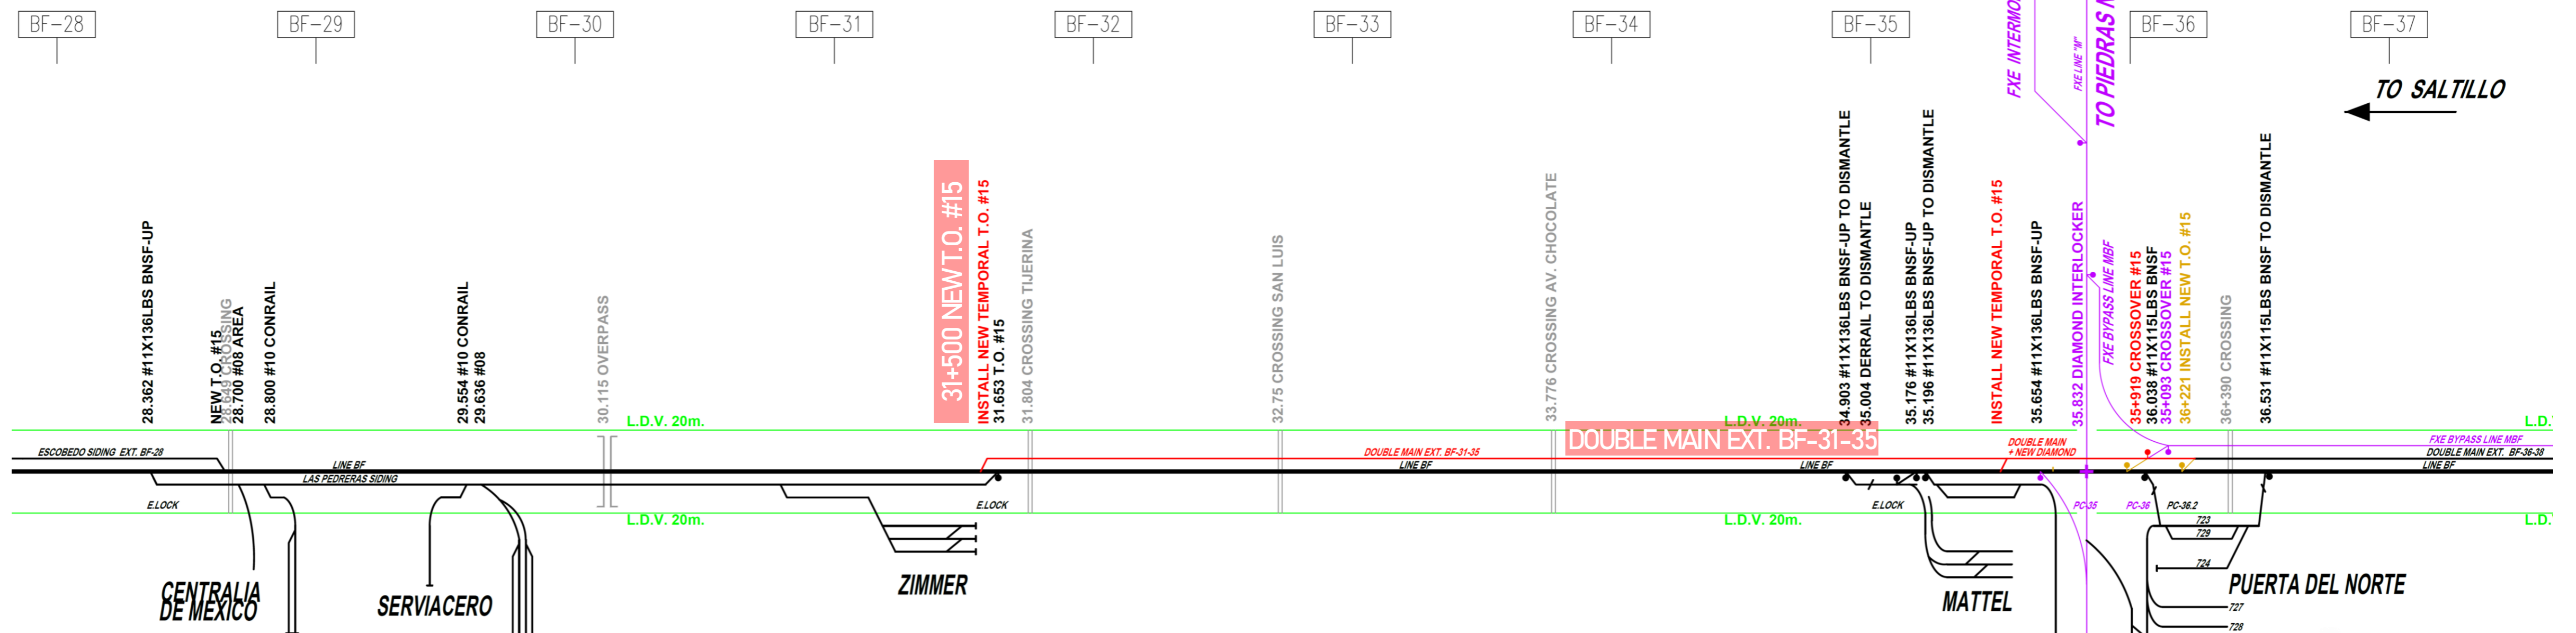 BF-28
BF-29
BF-30
BF-31
BF-32
BF-33
BF-34
BF-35
BF-36
BF-37
FXE INTERMO
FXE LINE "M"
TO PIEDRAS N
TO SALTILLO
28.362 #11X136LBS BNSF-UP
NEW T.O. #15
28.649 CROSSING
28.700 #08 AREA
28.800 #10 CONRAIL
29.554 #10 CONRAIL
29.636 #08
30.115 OVERPASS
31+500 NEW T.O. #15
INSTALL NEW TEMPORAL T.O. #15
31.653 T.O. #15
31.804 CROSSING TIJERINA
32.75 CROSSING SAN LUIS
33.776 CROSSING AV. CHOCOLATE
34.903 #11X136LBS BNSF-UP TO DISMANTLE
35.004 DERRAIL TO DISMANTLE
35.176 #11X136LBS BNSF-UP
35.196 #11X136LBS BNSF-UP TO DISMANTLE
INSTALL NEW TEMPORAL T.O. #15
35.654 #11X136LBS BNSF-UP
35.832 DIAMOND INTERLOCKER
FXE BYPASS LINE MBF
35+919 CROSSOVER #15
36.038 #11X115LBS BNSF
35+093 CROSSOVER #15
36+221 INSTALL NEW T.O. #15
36+390 CROSSING
36.531 #11X115LBS BNSF TO DISMANTLE
L.D.V. 20m.
L.D.V. 20m.
L.D.
DOUBLE MAIN EXT. BF-31-35
ESCOBEDO SIDING EXT. BF-28
DOUBLE MAIN EXT. BF-31-35
DOUBLE MAIN
+ NEW DIAMOND
FXE BYPASS LINE MBF
DOUBLE MAIN EXT. BF-36-38
LINE BF
LINE BF
LINE BF
LINE BF
LAS PEDRERAS SIDING
E.LOCK
E.LOCK
E.LOCK
PC-35
PC-36
PC-36.2
L.D.V. 20m.
L.D.V. 20m.
L.D.
723
729
724
727
728
CENTRALIA
DE MEXICO
SERVIACERO
ZIMMER
MATTEL
PUERTA DEL NORTE